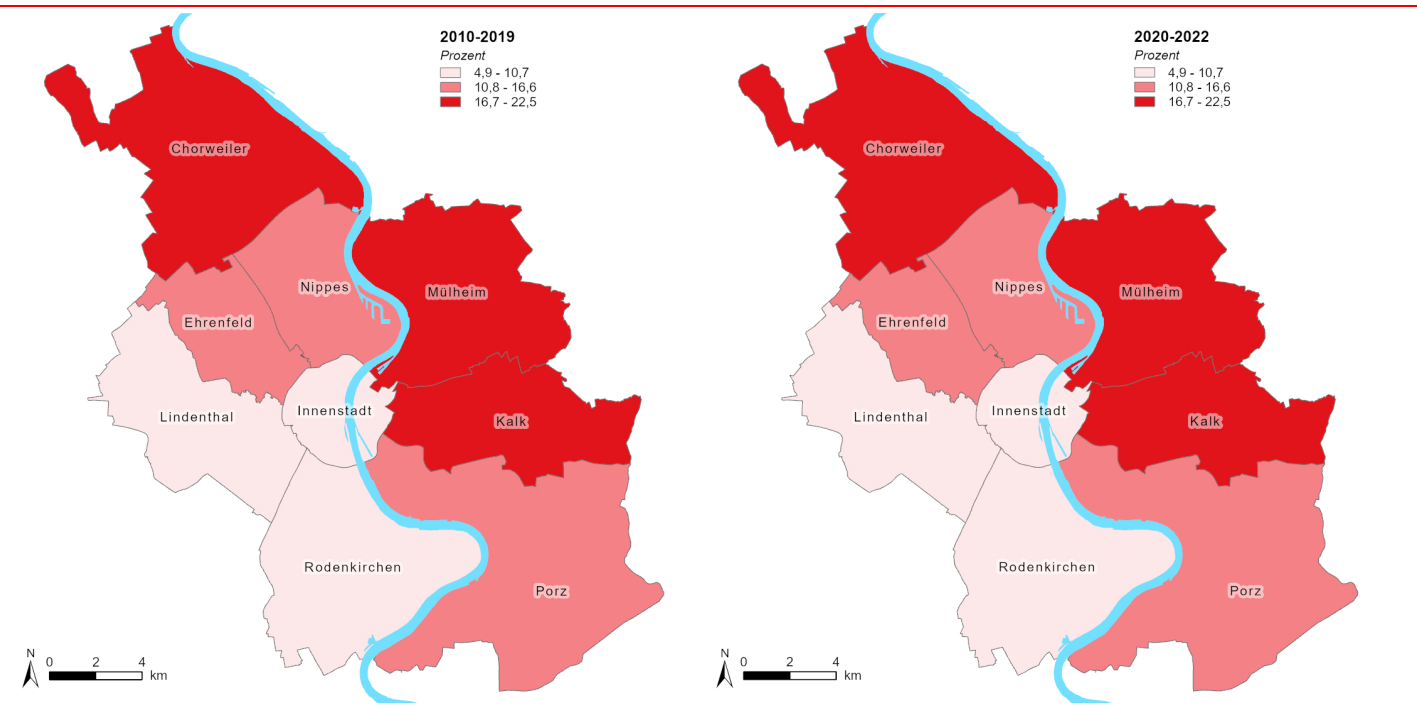 2010-2019
Prozent
4,9 - 10,7
10,8 - 16,6
16,7 - 22,5
Chorweiler
Nippes
Mülheim
Ehrenfeld
Lindenthal
Innenstadt
Kalk
Rodenkirchen
Porz
N
0 2 4
km
2020-2022
Prozent
4,9 - 10,7
10,8 - 16,6
16,7 - 22,5
Chorweiler
Nippes
Mülheim
Ehrenfeld
Lindenthal
Innenstadt
Kalk
Rodenkirchen
Porz
N
0 2 4
km